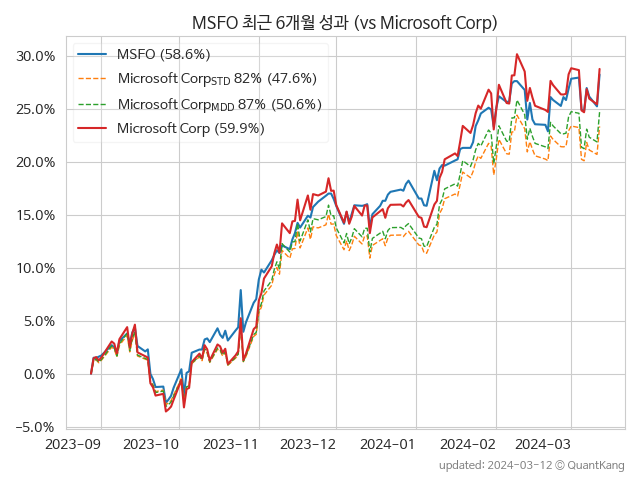 MSFO 최근 6개월 성과 (vs Microsoft Corp)
MSFO (58.6%)
Microsoft CorpSTD 82% (47.6%)
Microsoft CorpMDD 87% (50.6%)
Microsoft Corp (59.9%)
30.0%
25.0%
20.0%
15.0%
10.0%
5.0%
0.0%
−5.0%
2023−09 2023−10 2023−11 2023−12 2024−01 2024−02 2024−03
updated: 2024−03−12 © QuantKang